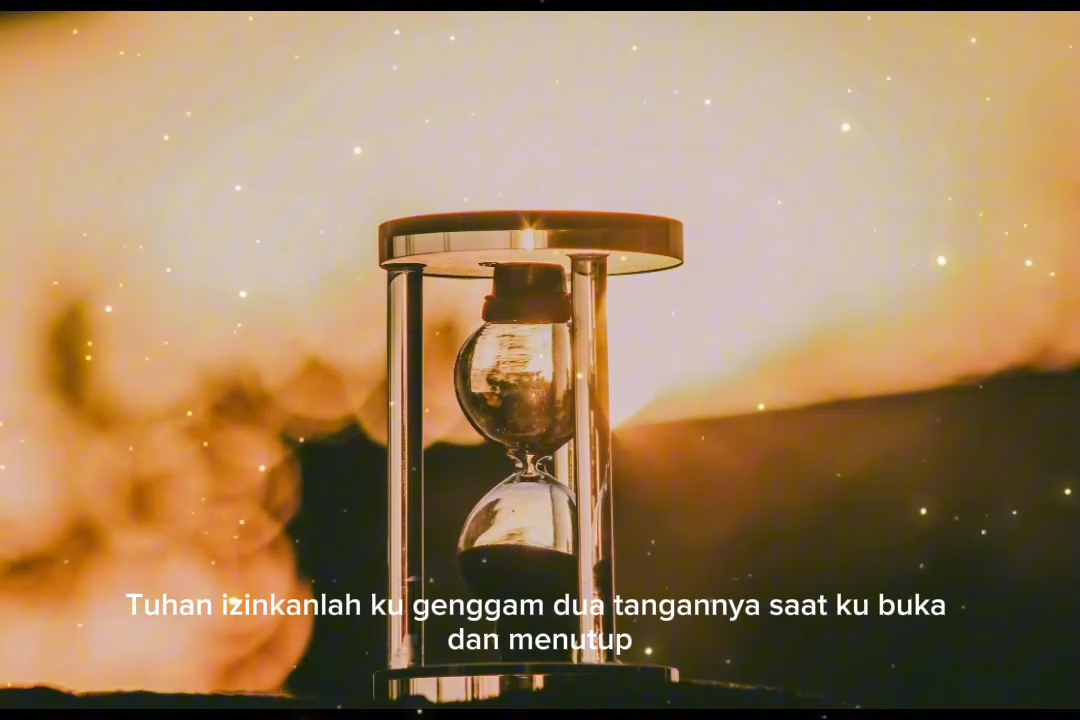 Tuhan izinkanlah ku genggam dua tangannya saat ku buka
dan menutup